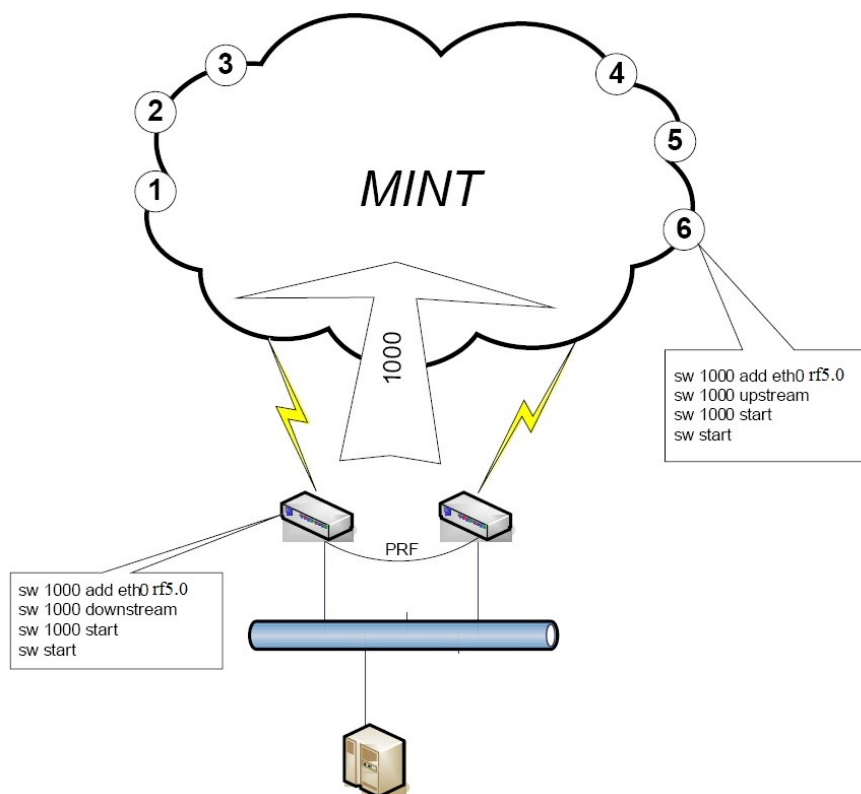 3
4
2
5
1
MINT
6
1000
sw 1000 add eth0 rf5.0
sw 1000 upstream
sw 1000 start
sw start
PRF
sw 1000 add eth0 rf5.0
sw 1000 downstream
sw 1000 start
sw start